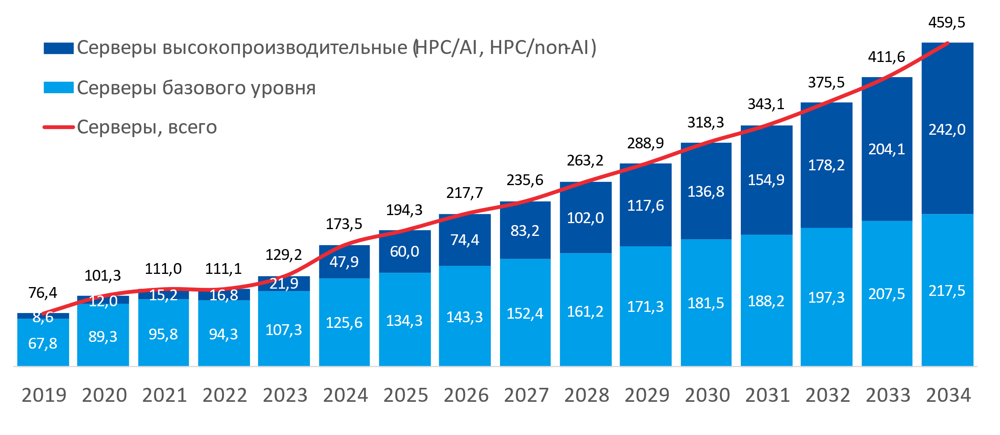 Серверы высокопроизводительные (HPC/AI, HPC/non-AI)
Серверы базового уровня
Серверы, всего
76,4 101,3 111,0 111,1 129,2 173,5 194,3 217,7 235,6 263,2 288,9 318,3 343,1 375,5 411,6 459,5
8,6 12,0 15,2 16,8 21,9 47,9 60,0 74,4 83,2 102,0 117,6 136,8 154,9 178,2 204,1 242,0
67,8 89,3 95,8 94,3 107,3 125,6 134,3 143,3 152,4 161,2 171,3 181,5 188,2 197,3 207,5 217,5
2019 2020 2021 2022 2023 2024 2025 2026 2027 2028 2029 2030 2031 2032 2033 2034